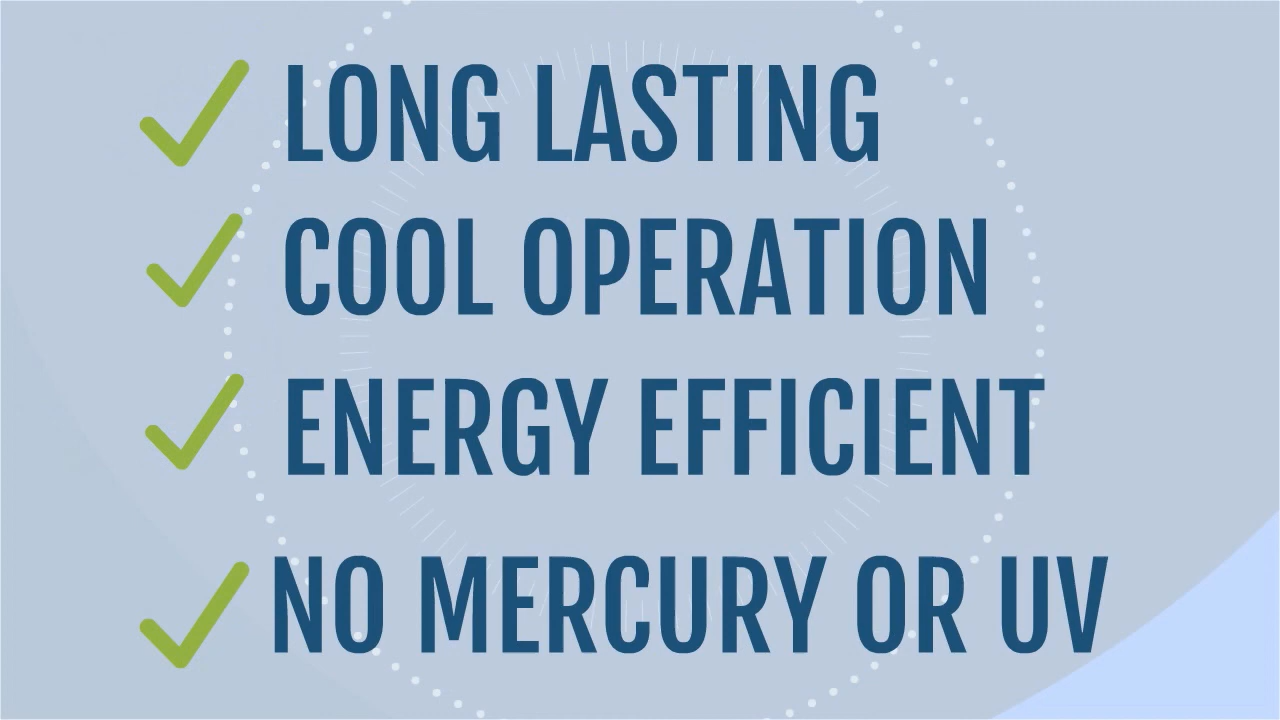 LONG LASTING
COOL OPERATION
ENERGY EFFICIENT
NO MERCURY OR UV